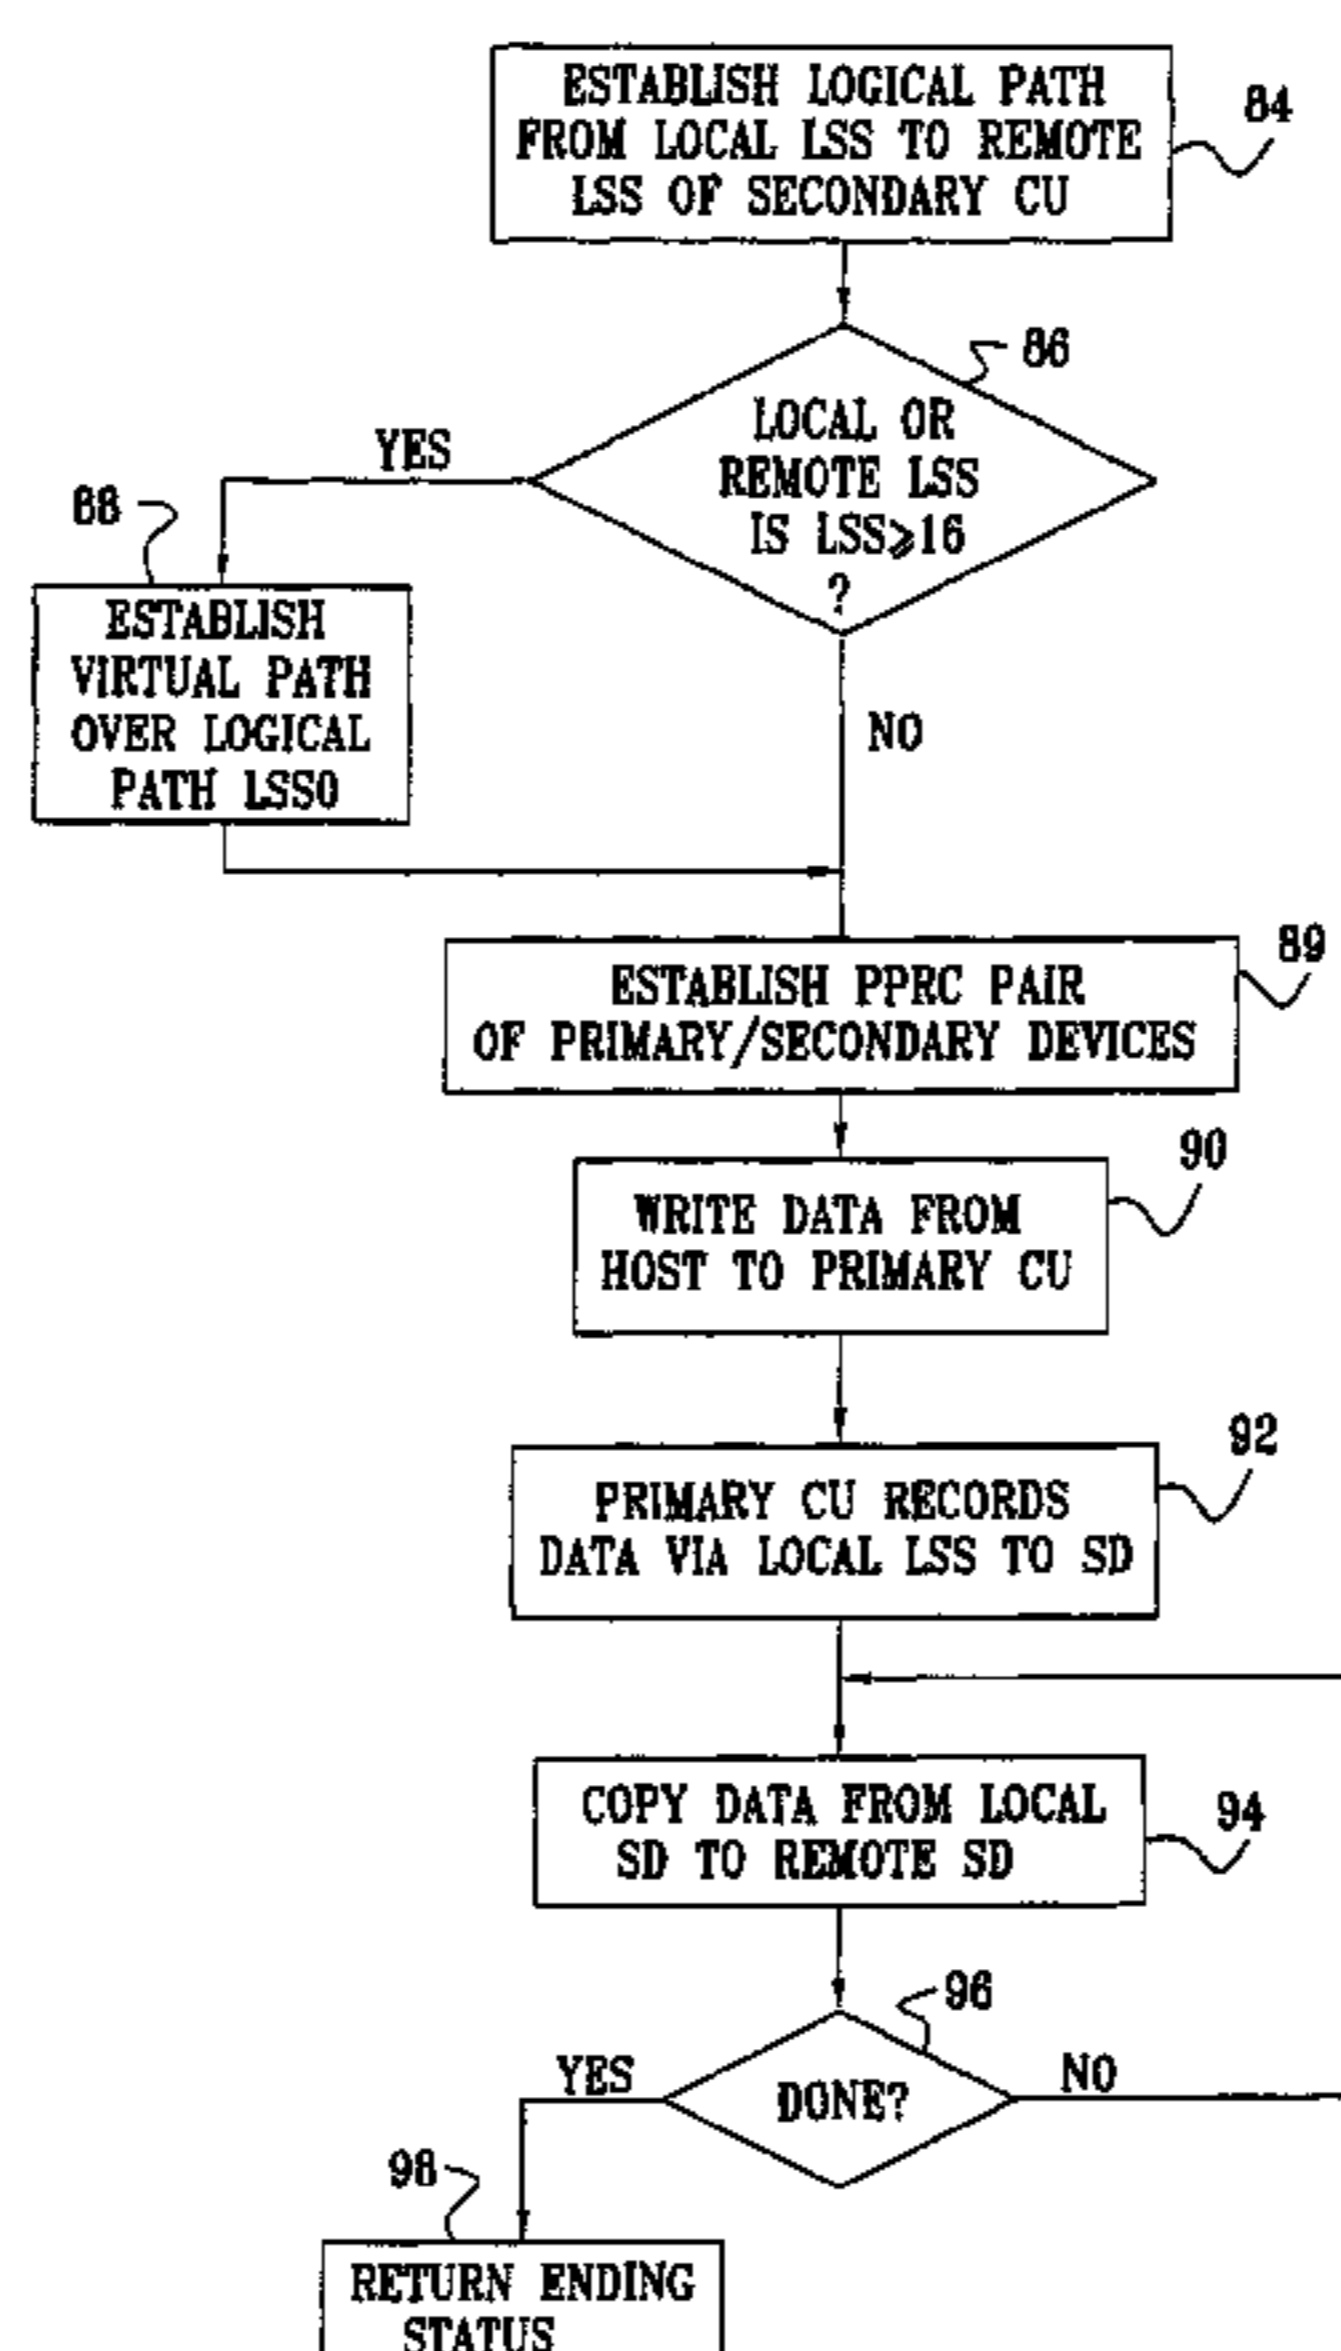 ESTABLISH LOGICAL PATH
FROM LOCAL LSS TO REMOTE
LSS OF SECONDARY CU
84
86
LOCAL OR
REMOTE LSS
IS LSS⩾16
?
YES
88
ESTABLISH
VIRTUAL PATH
OVER LOGICAL
PATH LSS0
NO
89
ESTABLISH PPRC PAIR
OF PRIMARY/SECONDARY DEVICES
90
WRITE DATA FROM
HOST TO PRIMARY CU
92
PRIMARY CU RECORDS
DATA VIA LOCAL LSS TO SD
COPY DATA FROM LOCAL
SD TO REMOTE SD
94
96
YES
DONE?
NO
98
RETURN ENDING
STATUS